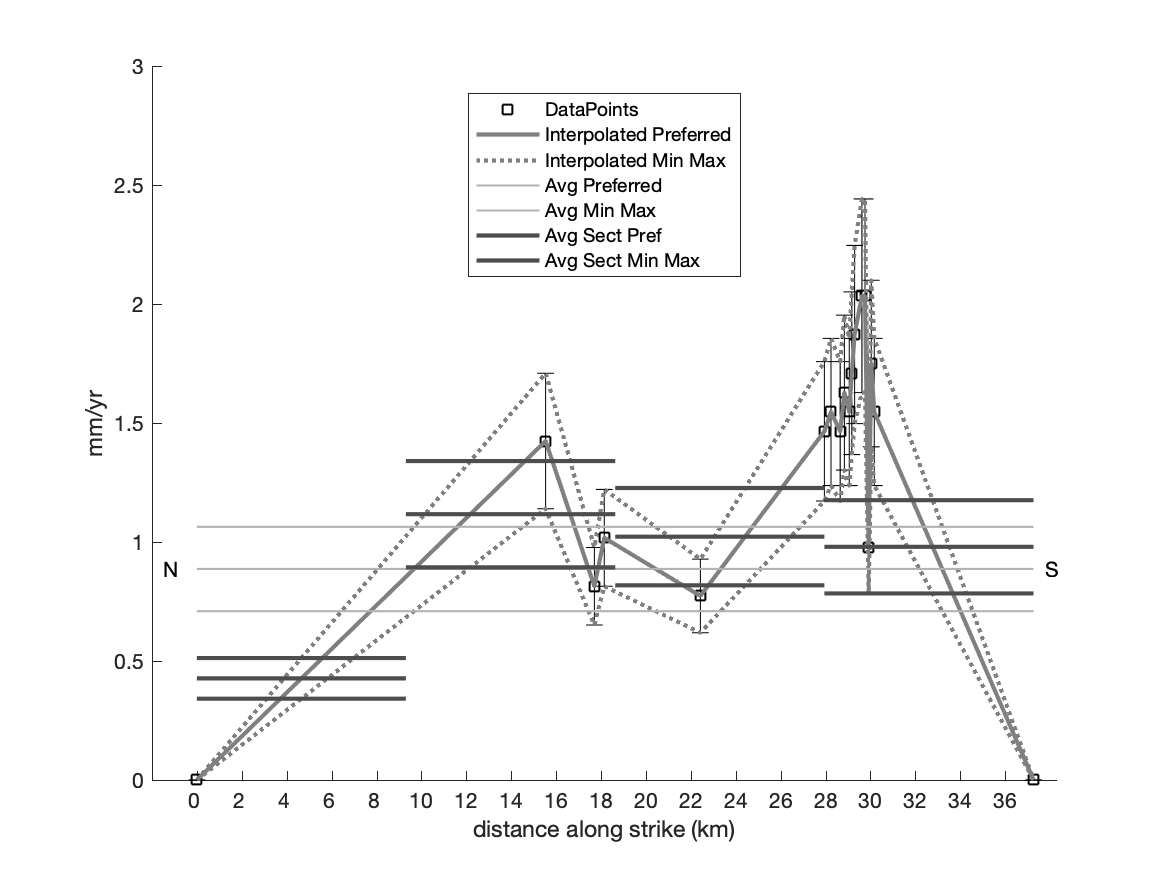 3
2.5
2
1.5
1
0.5
0
mm/yr
DataPoints
Interpolated Preferred
Interpolated Min Max
Avg Preferred
Avg Min Max
Avg Sect Pref
Avg Sect Min Max
N
S
0 2 4 6 8 10 12 14 16 18 20 22 24 26 28 30 32 34 36
distance along strike (km)